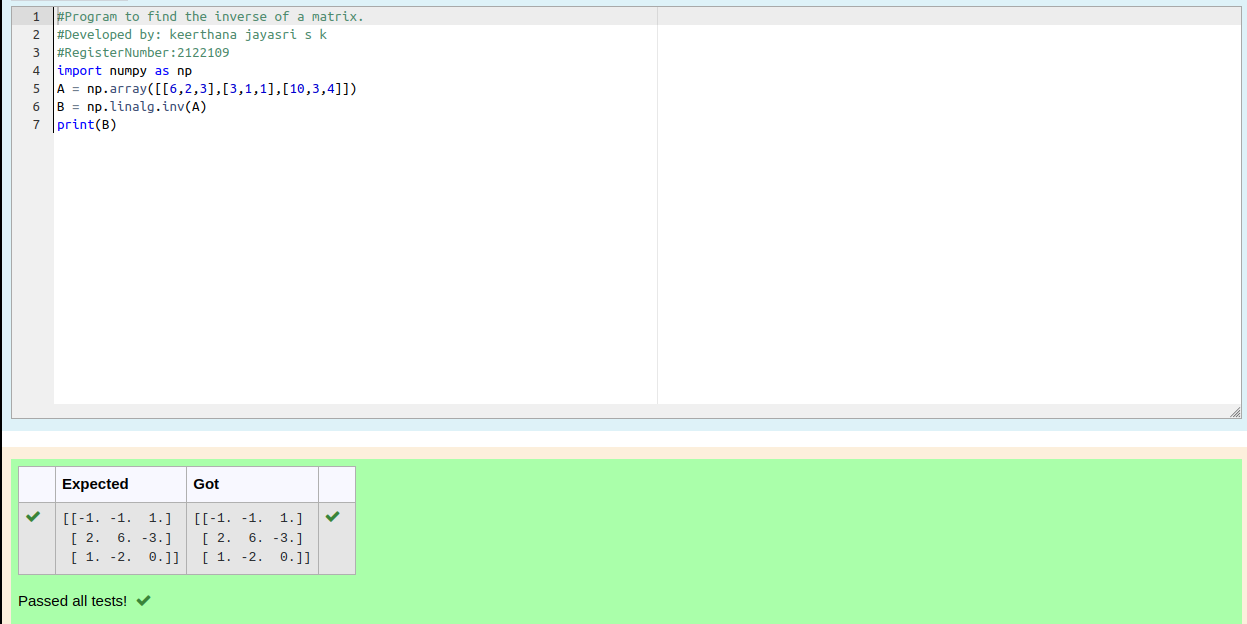 1 #Program to find the inverse of a matrix.
2 #Developed by: keerthana jayasri s k
3 #RegisterNumber:2122109
4 import numpy as np
5 A = np.array([[6,2,3],[3,1,1],[10,3,4]])
6 B = np.linalg.inv(A)
7 print(B)
Expected Got
[[-1. -1.  1.] [[-1. -1.  1.]
[ 2.  6. -3.] [ 2.  6. -3.]
[ 1. -2.  0.]] [ 1. -2.  0.]]
Passed all tests!